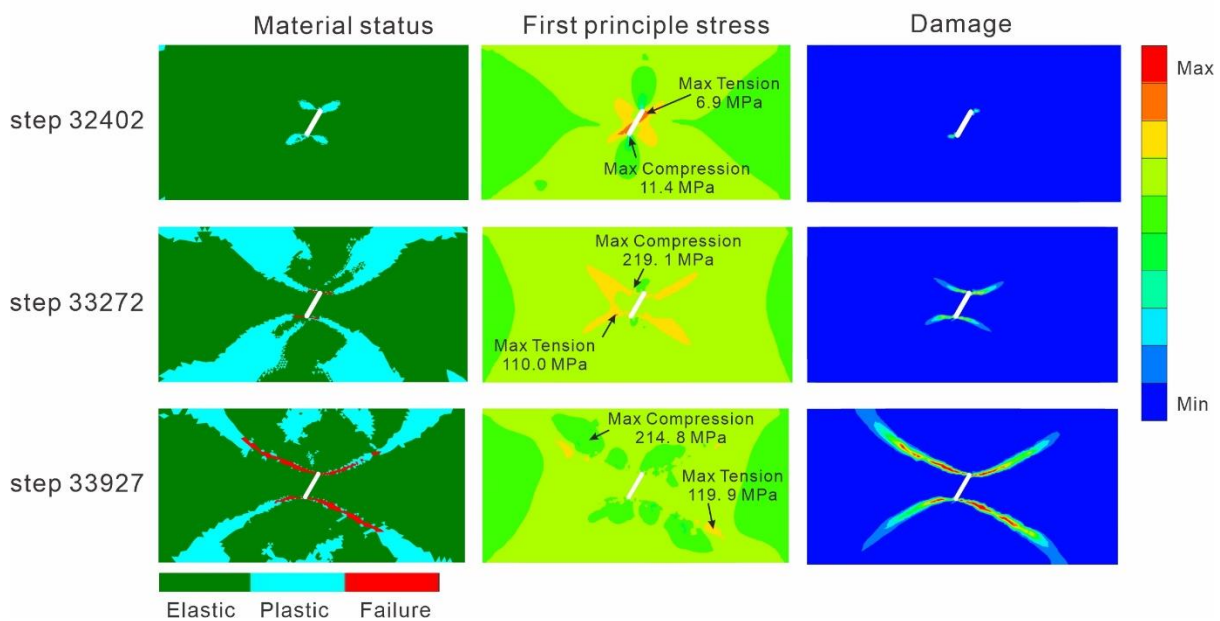 Material status
First principle stress
Damage
step 32402
Max Tension
6.9 MPa
Max Compression
11.4 MPa
Max
step 33272
Max Compression
219. 1 MPa
Max Tension
110.0 MPa
Min
step 33927
Max Compression
214. 8 MPa
Max Tension
119. 9 MPa
Elastic Plastic Failure